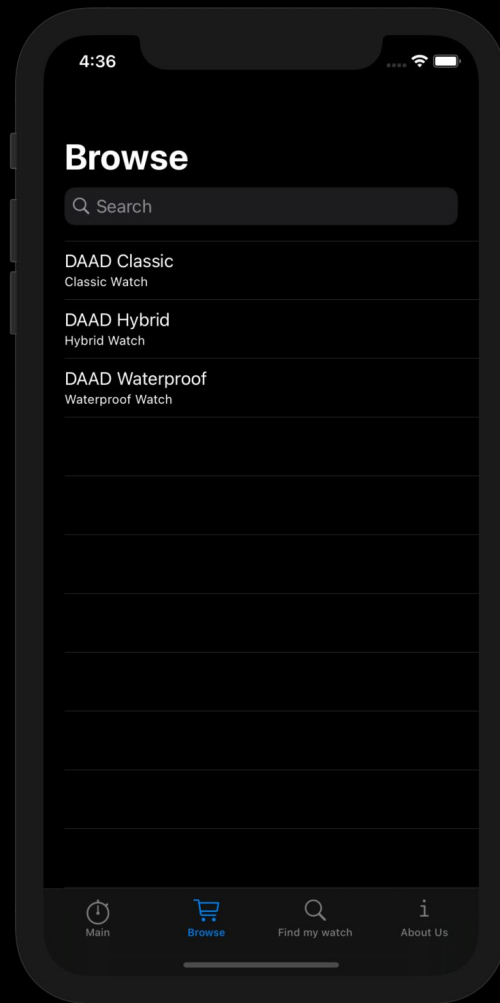 4:36
Browse
Search
DAAD Classic
Classic Watch
DAAD Hybrid
Hybrid Watch
DAAD Waterproof
Waterproof Watch
Main
Browse
Find my watch
About Us